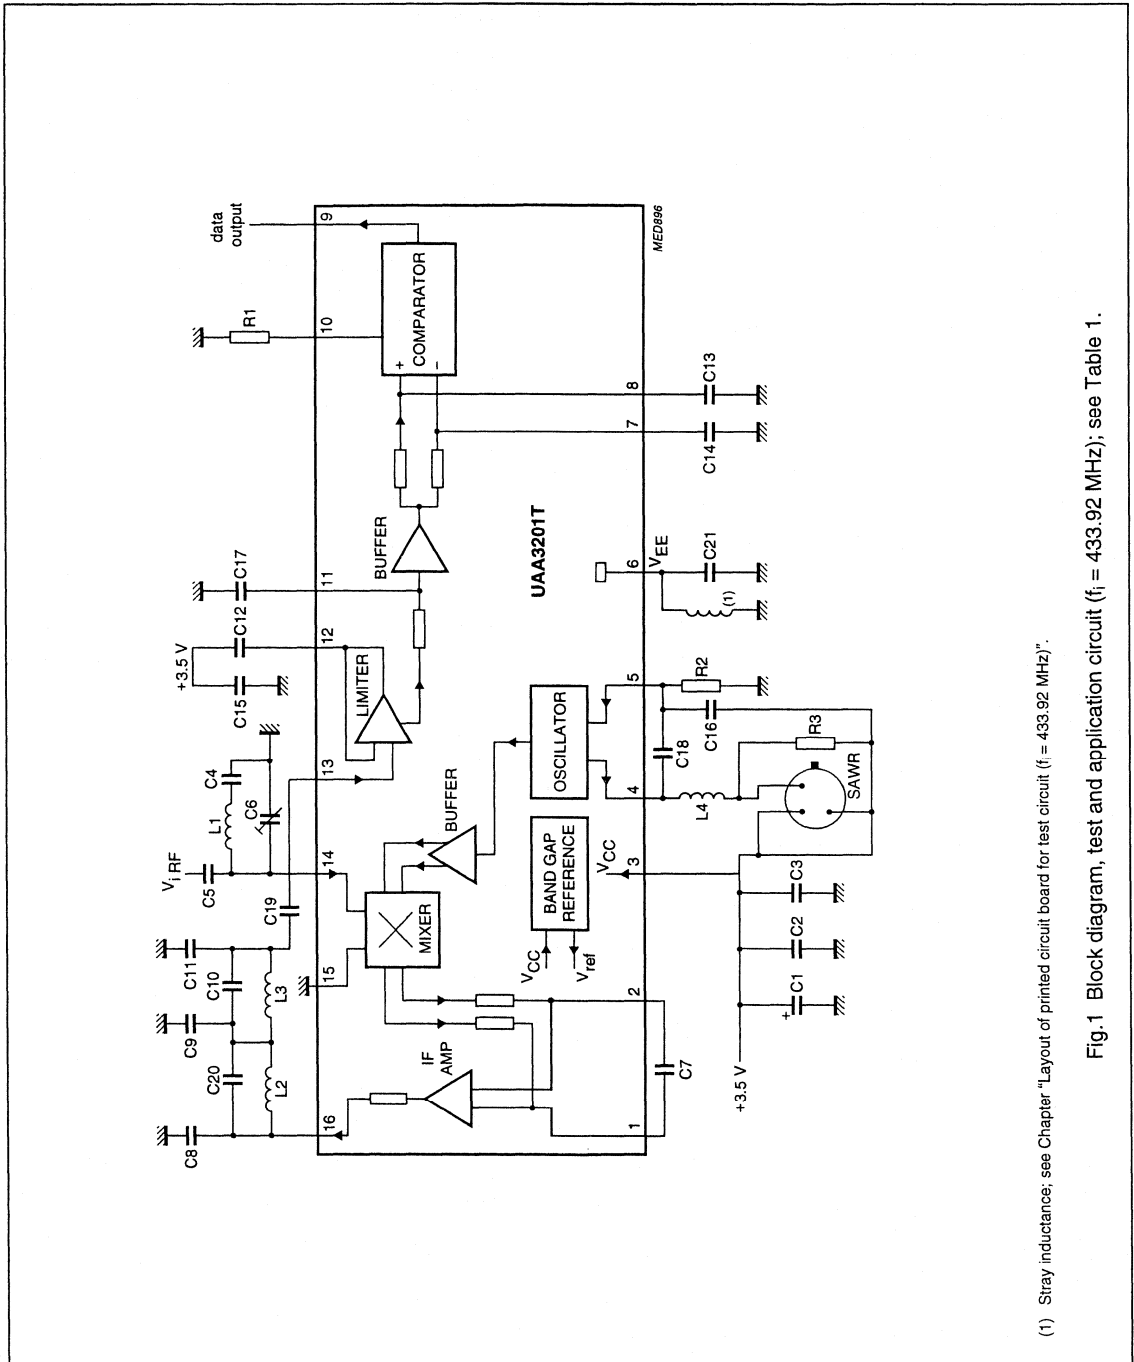 C8
C20
C9
C10
C11
C19
C5
Vi RF
L1
C4
C6
+3.5 V
C15
C12
C17
R1
data
output
L2
L3
16
15
14
13
12
11
10
9
IF
AMP
MIXER
BUFFER
LIMITER
BUFFER
+
−
COMPARATOR
VCC
Vref
BAND GAP
REFERENCE
OSCILLATOR
UAA3201T
VCC
1
2
3
4
5
6
7
8
VEE
MED896
C7
+3.5 V
+
C1
C2
C3
L4
C18
C16
R2
R3
SAWR
(1)
C21
C14
C13
(1) Stray inductance; see Chapter "Layout of printed circuit board for test circuit (fi = 433.92 MHz)".
Fig.1 Block diagram, test and application circuit (fi = 433.92 MHz); see Table 1.